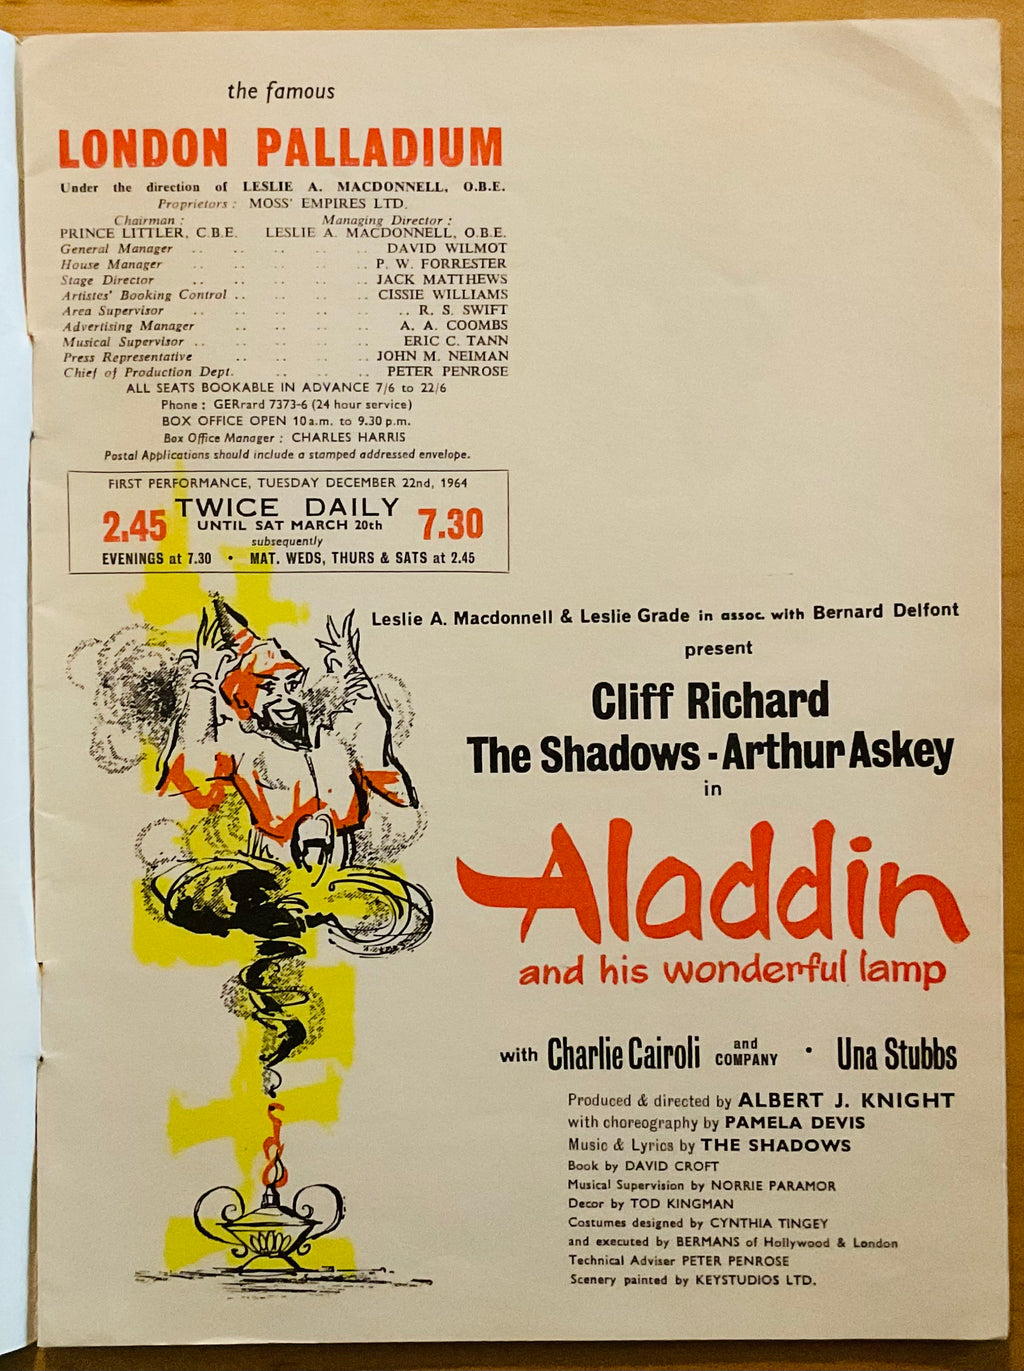 the famous
LONDON PALLADIUM
Under the direction of LESLIE A. MACDONNELL, O.B.E.
Proprietors: MOSS' EMPIRES LTD.
Chairman: Managing Director:
PRINCE LITTLER, C.B.E. LESLIE A. MACDONNELL, O.B.E.
General Manager .. .. .. .. .. DAVID WILMOT
House Manager .. .. .. .. .. P. W. FORRESTER
Stage Director .. .. .. .. .. JACK MATTHEWS
Artistes' Booking Control .. .. .. .. .. CISSIE WILLIAMS
Area Supervisor .. .. .. .. .. R. S. SWIFT
Advertising Manager .. .. .. .. A. A. COOMBS
Musical Supervisor .. .. .. .. .. ERIC C. TANN
Press Representative .. .. .. .. JOHN M. NEIMAN
Chief of Production Dept. .. .. .. PETER PENROSE
ALL SEATS BOOKABLE IN ADVANCE 7/6 to 22/6
Phone: GERrard 7373-6 (24 hour service)
BOX OFFICE OPEN 10 a.m. to 9.30 p.m.
Box Office Manager: CHARLES HARRIS
Postal Applications should include a stamped addressed envelope.
FIRST PERFORMANCE, TUESDAY DECEMBER 22nd, 1964
TWICE DAILY
2.45 UNTIL SAT MARCH 20th 7.30
subsequently
EVENINGS at 7.30 • MAT. WEDS, THURS & SATS at 2.45
Leslie A. Macdonnell & Leslie Grade in assoc. with Bernard Delfont
present
Cliff Richard
The Shadows - Arthur Askey
in
Aladdin
and his wonderful lamp
with Charlie Cairoli and COMPANY • Una Stubbs
Produced & directed by ALBERT J. KNIGHT
with choreography by PAMELA DEVIS
Music & Lyrics by THE SHADOWS
Book by DAVID CROFT
Musical Supervision by NORRIE PARAMOR
Decor by TOD KINGMAN
Costumes designed by CYNTHIA TINGEY
and executed by BERMANS of Hollywood & London
Technical Adviser PETER PENROSE
Scenery painted by KEYSTUDIOS LTD.